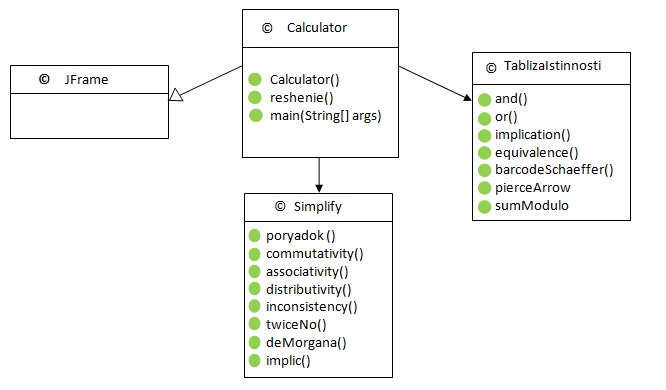 © Calculator
Calculator()
reshenie()
main(String[] args)
© JFrame
© TablizaIstinnosti
and()
or()
implication()
equivalence()
barcodeSchaeffer()
pierceArrow
sumModulo
© Simplify
poryadok()
commutativity()
associativity()
distributivity()
inconsistency()
twiceNo()
deMorgana()
implic()